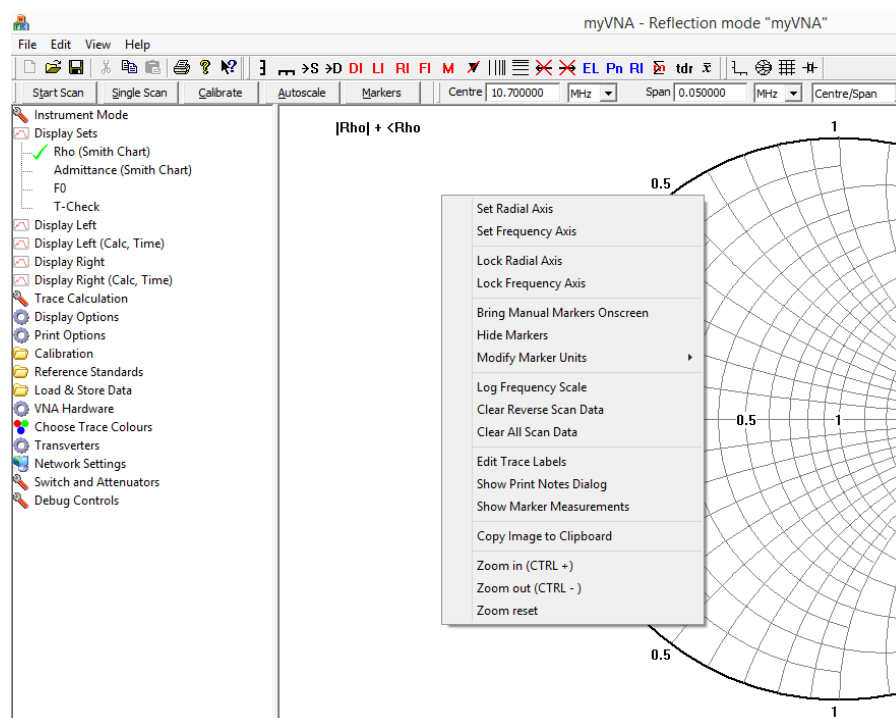 myVNA - Reflection mode "myVNA"
File Edit View Help
→S →D DI LI RI FI M EL Pn RI tdr x̄
Start Scan Single Scan Calibrate Autoscale Markers Centre 10.700000 MHz Span 0.050000 MHz Centre/Span
Instrument Mode
Display Sets
Rho (Smith Chart)
Admittance (Smith Chart)
F0
T-Check
Display Left
Display Left (Calc, Time)
Display Right
Display Right (Calc, Time)
Trace Calculation
Display Options
Print Options
Calibration
Reference Standards
Load & Store Data
VNA Hardware
Choose Trace Colours
Transverters
Network Settings
Switch and Attenuators
Debug Controls
|Rho| + <Rho
1
0.5
Set Radial Axis
Set Frequency Axis
Lock Radial Axis
Lock Frequency Axis
Bring Manual Markers Onscreen
Hide Markers
Modify Marker Units
Log Frequency Scale
Clear Reverse Scan Data
Clear All Scan Data
Edit Trace Labels
Show Print Notes Dialog
Show Marker Measurements
Copy Image to Clipboard
Zoom in (CTRL +)
Zoom out (CTRL - )
Zoom reset
0.5 1
0.5
1